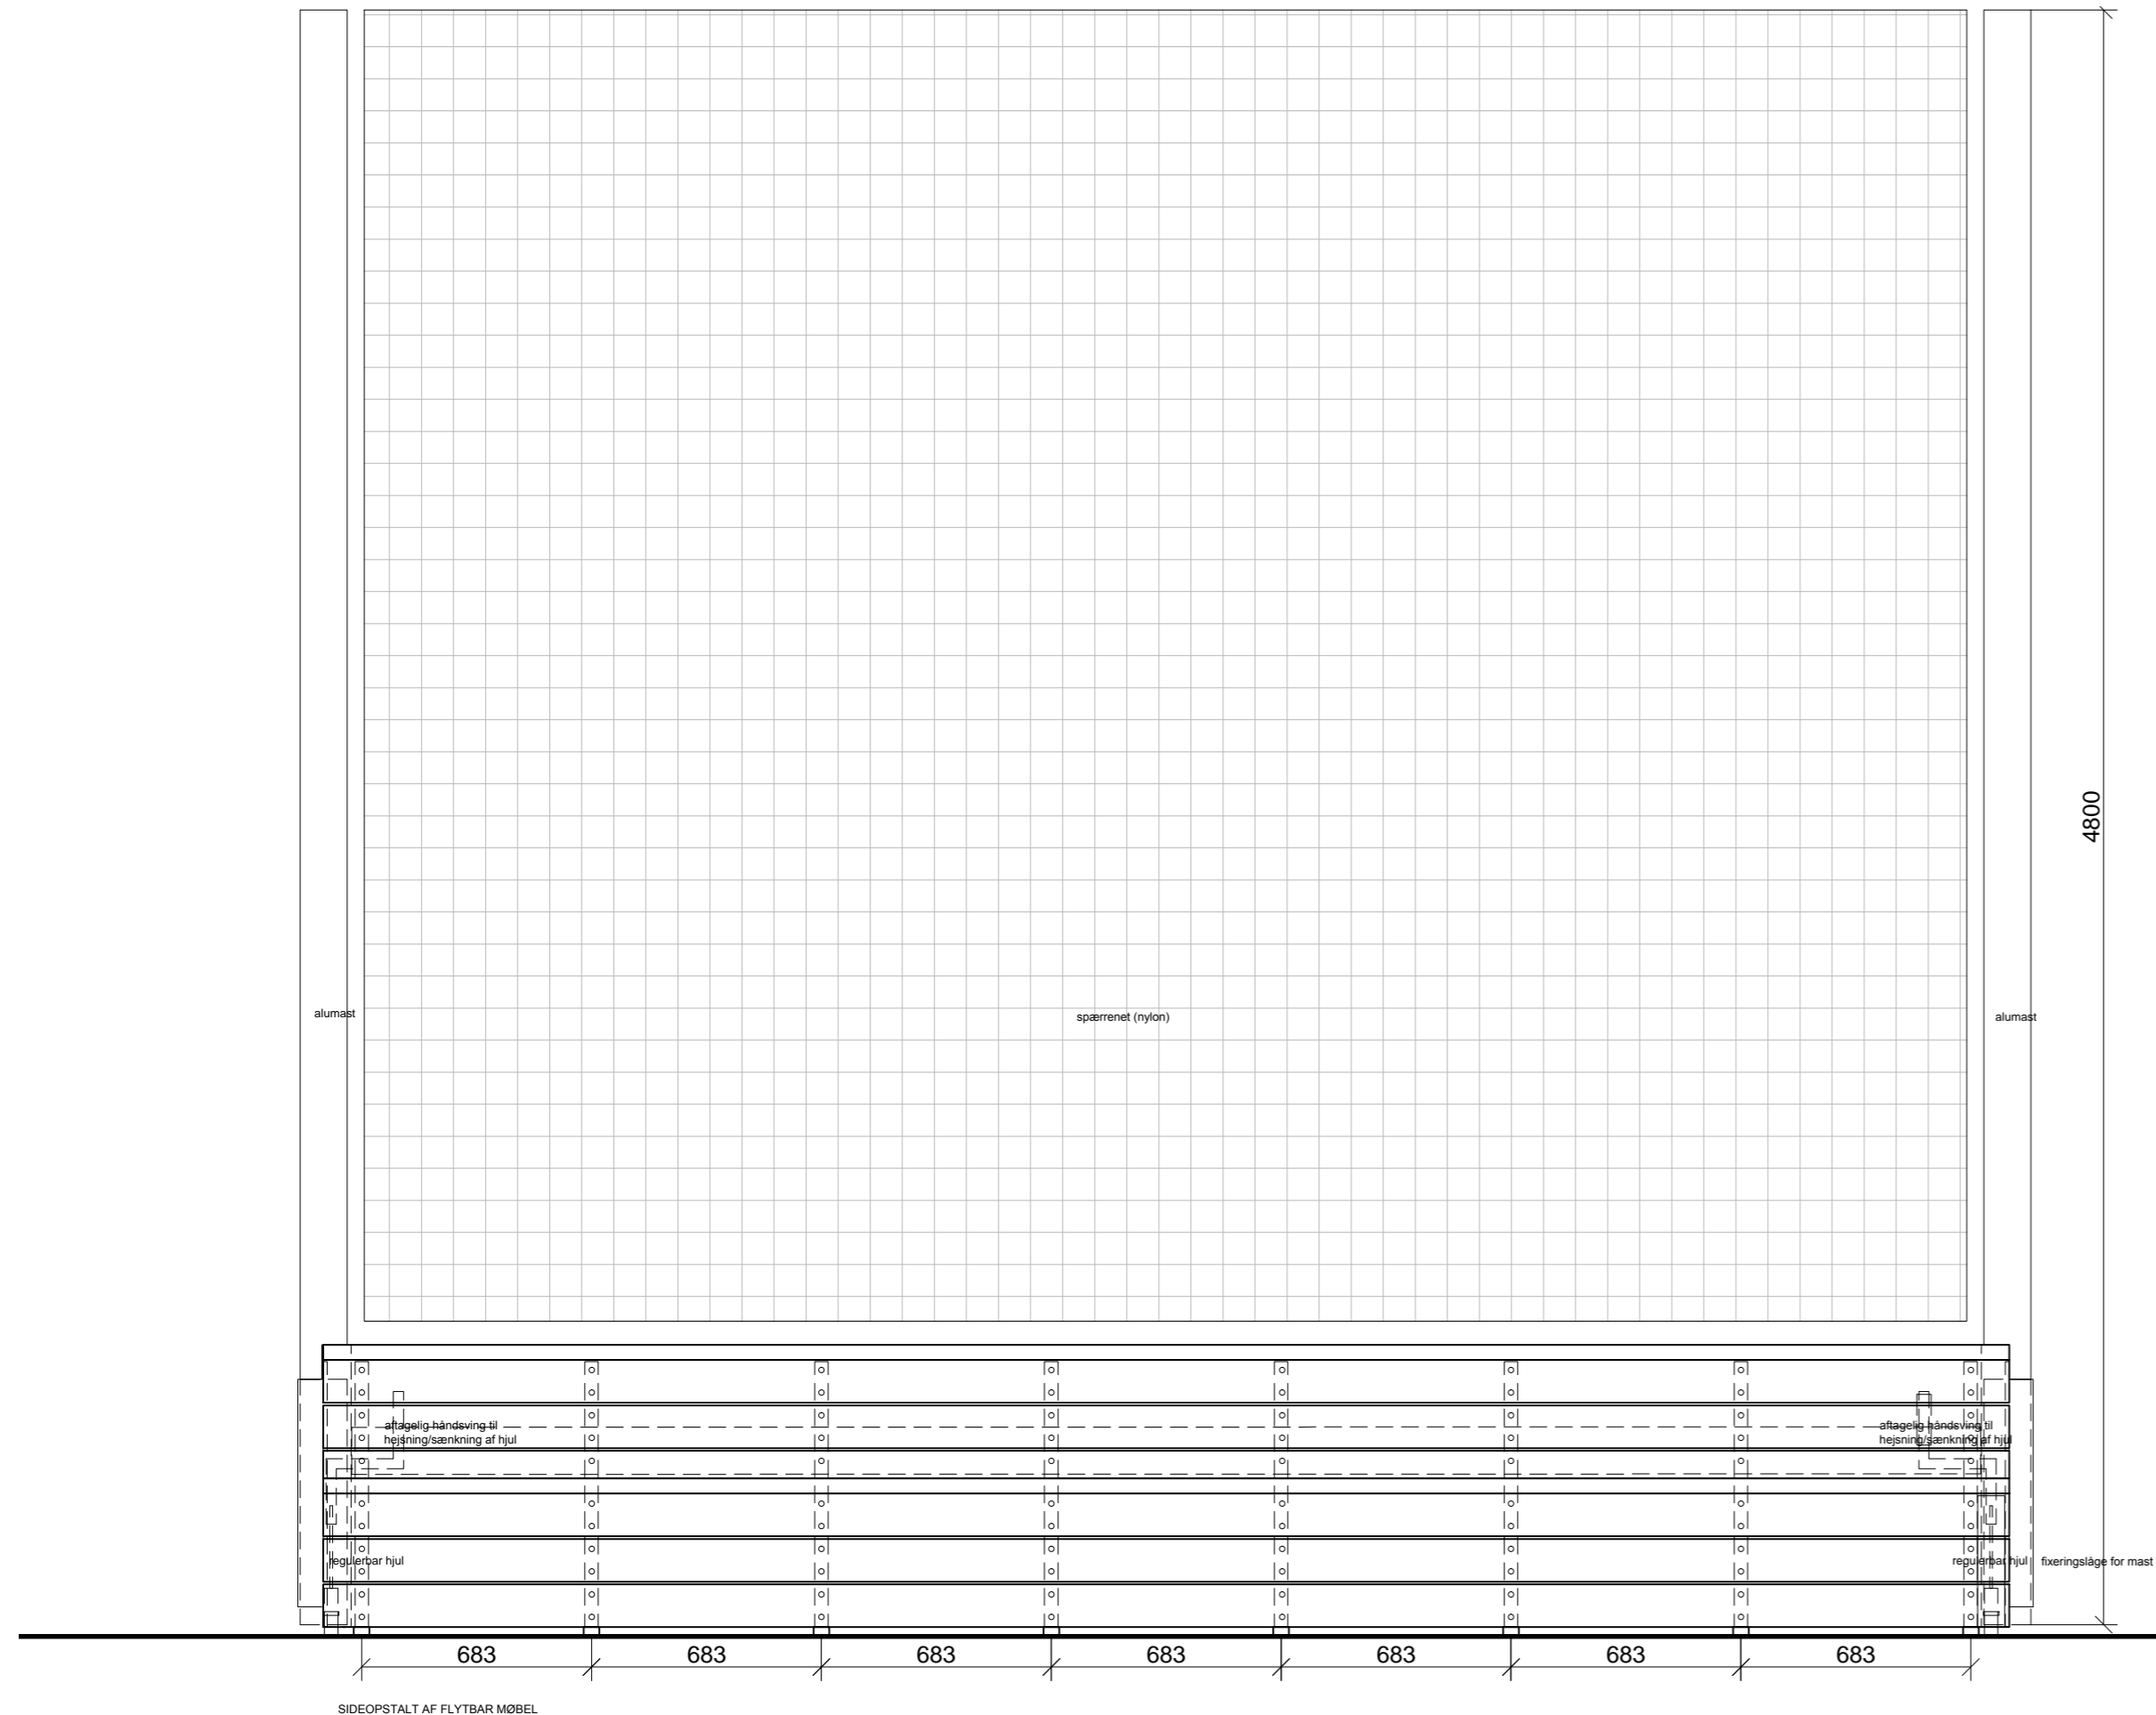 4800
alumast
spærrenet (nylon)
alumast
aftagelig håndsving til
hejsning/sænkning af hjul
aftagelig håndsving til
hejsning/sænkning af hjul
regulerbar hjul
regulerbar hjul
fixeringslåge for mast
683
683
683
683
683
683
683
SIDEOPSTALT AF FLYTBAR MØBEL